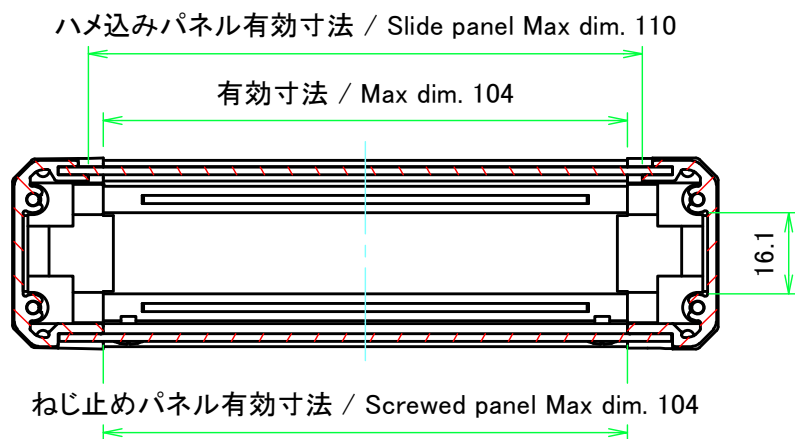 ハメ込みパネル有効寸法 / Slide panel Max dim. 110
有効寸法 / Max dim. 104
16.1
ねじ止めパネル有効寸法 / Screwed panel Max dim. 104